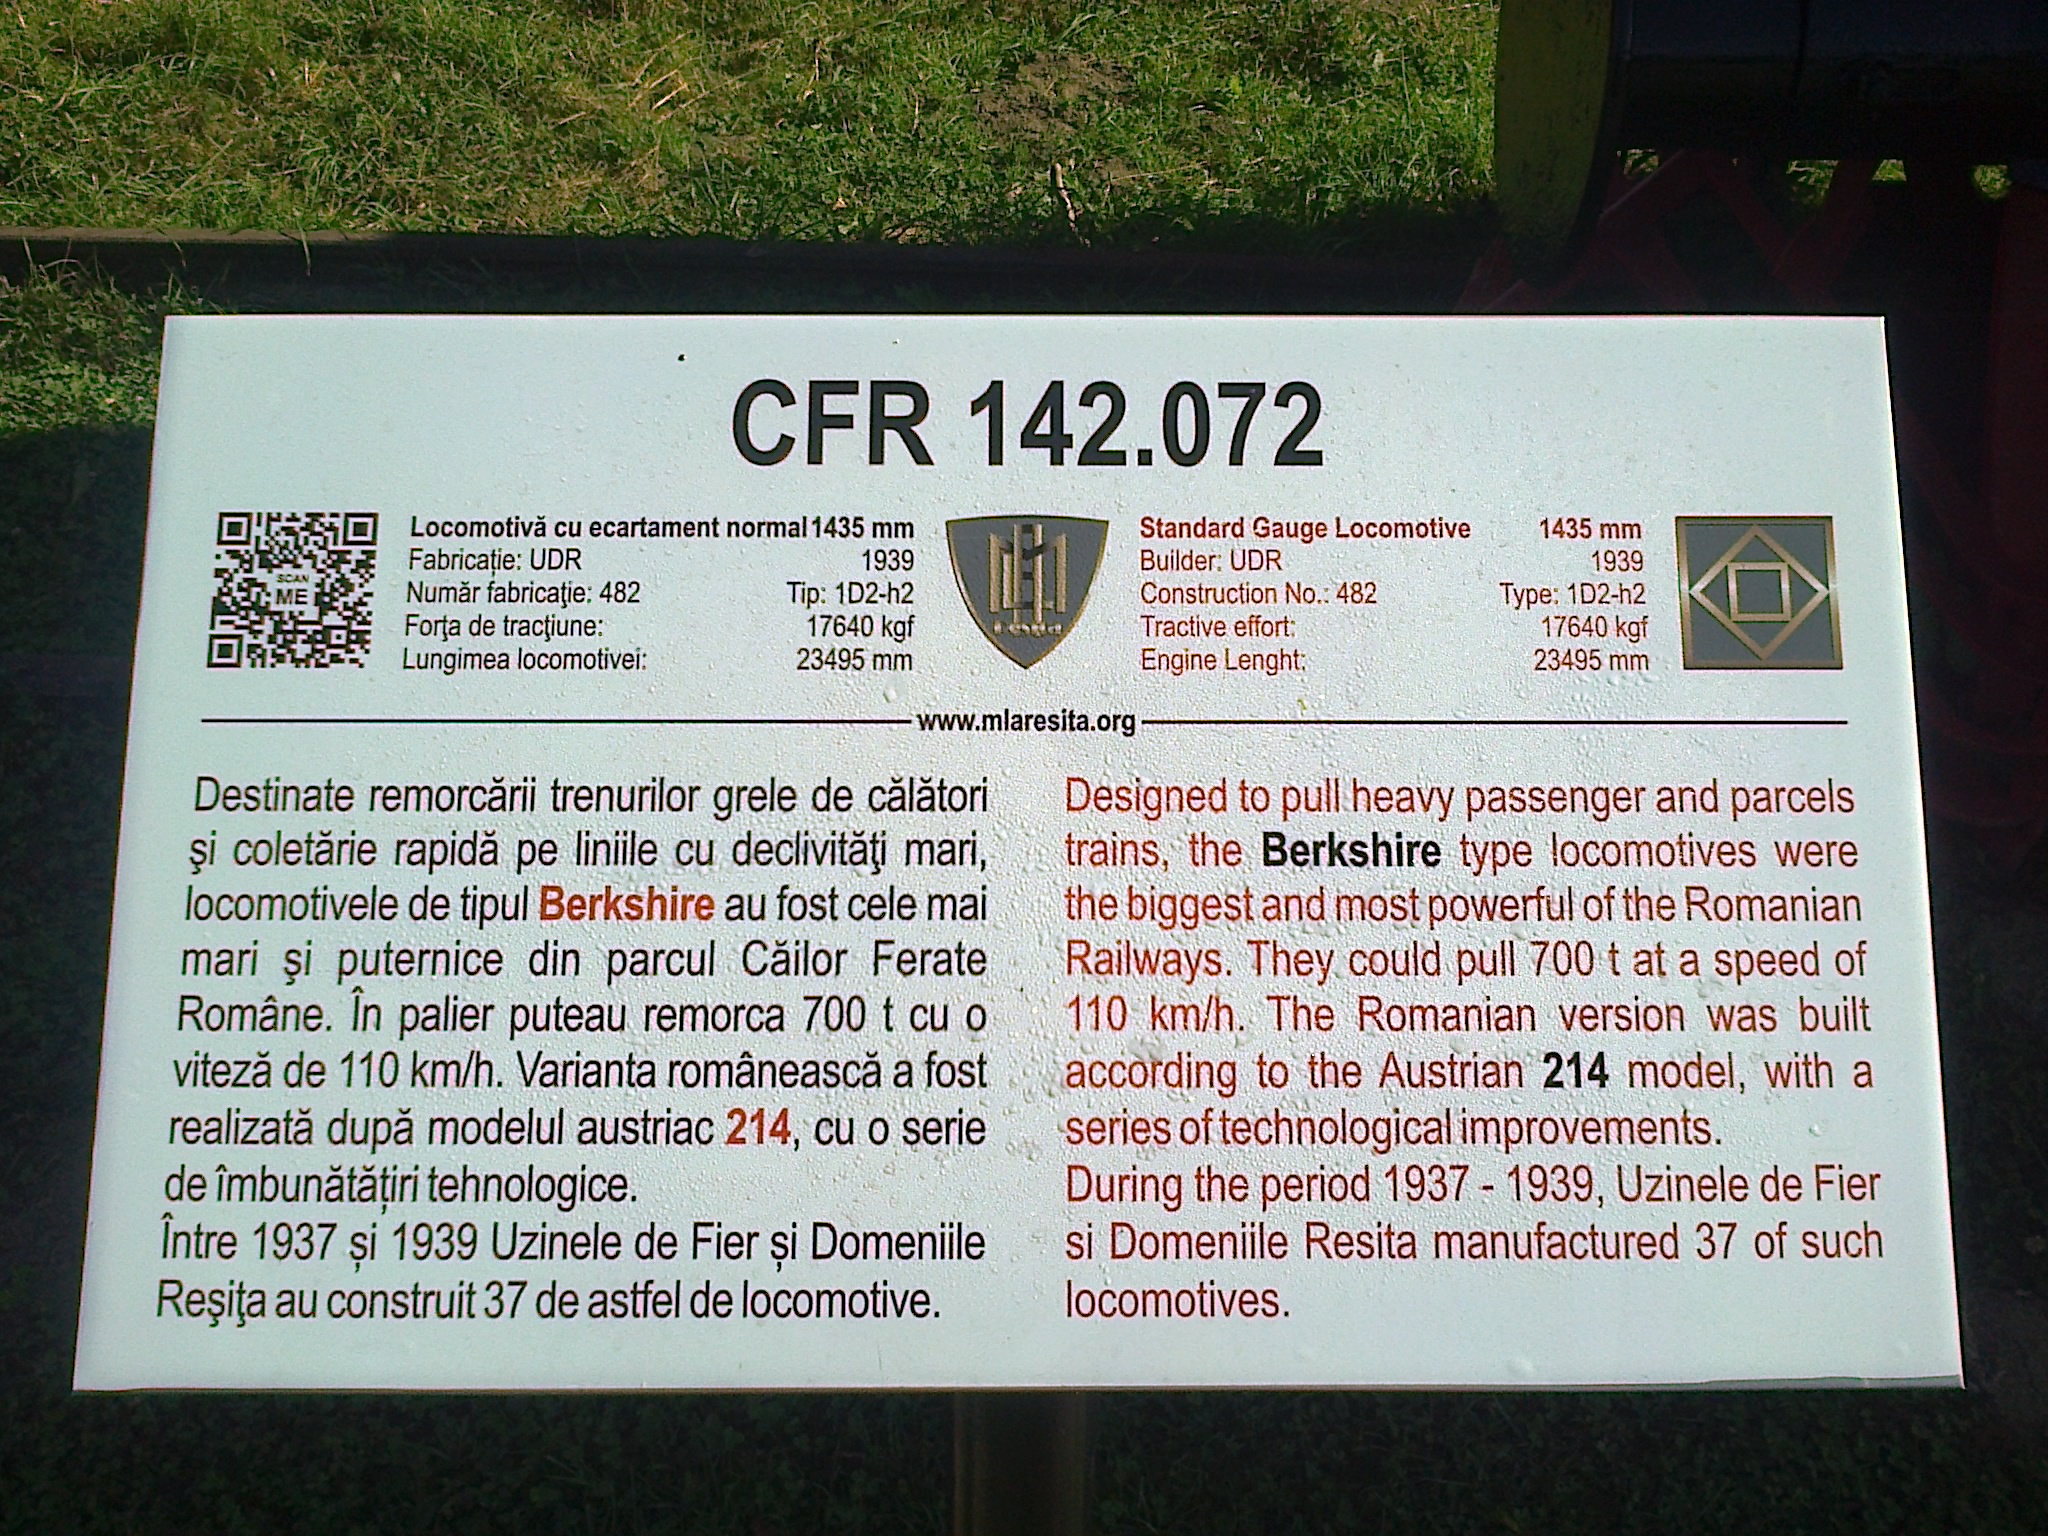 CFR 142.072
SCAN
ME
Locomotivă cu ecartament normal 1435 mm
Fabricație: UDR 1939
Număr fabricaţie: 482 Tip: 1D2-h2
Forţa de tracţiune: 17640 kgf
Lungimea locomotivei: 23495 mm
Standard Gauge Locomotive 1435 mm
Builder: UDR 1939
Construction No.: 482 Type: 1D2-h2
Tractive effort: 17640 kgf
Engine Lenght: 23495 mm
www.mlaresita.org
Destinate remorcării trenurilor grele de călători
şi coletărie rapidă pe liniile cu declivităţi mari,
locomotivele de tipul Berkshire au fost cele mai
mari şi puternice din parcul Căilor Ferate
Române. În palier puteau remorca 700 t cu o
viteză de 110 km/h. Varianta românească a fost
realizată după modelul austriac 214, cu o serie
de îmbunătățiri tehnologice.
Între 1937 și 1939 Uzinele de Fier și Domeniile
Reşiţa au construit 37 de astfel de locomotive.
Designed to pull heavy passenger and parcels
trains, the Berkshire type locomotives were
the biggest and most powerful of the Romanian
Railways. They could pull 700 t at a speed of
110 km/h. The Romanian version was built
according to the Austrian 214 model, with a
series of technological improvements.
During the period 1937 - 1939, Uzinele de Fier
si Domeniile Resita manufactured 37 of such
locomotives.